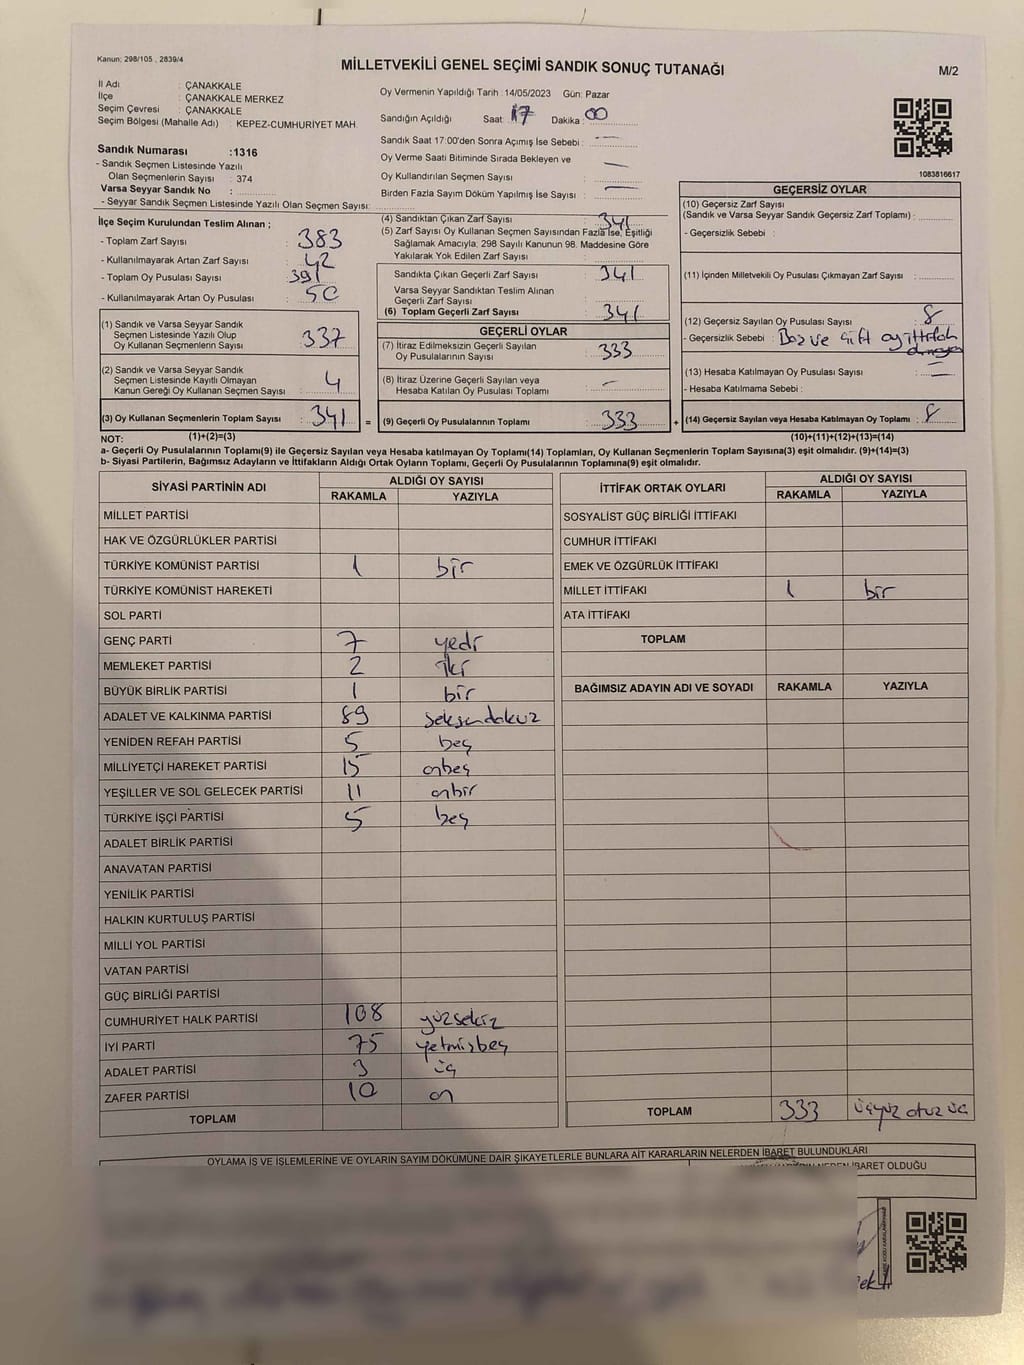 Kanun; 298/105 , 2839/4
MİLLETVEKİLİ GENEL SEÇİMİ SANDIK SONUÇ TUTANAĞI
M/2
İl Adı : ÇANAKKALE
İlçe : ÇANAKKALE MERKEZ
Seçim Çevresi : ÇANAKKALE
Seçim Bölgesi (Mahalle Adı) : KEPEZ-CUMHURİYET MAH.
Sandık Numarası :1316
- Sandık Seçmen Listesinde Yazılı
Olan Seçmenlerin Sayısı : 374
Varsa Seyyar Sandık No :
- Seyyar Sandık Seçmen Listesinde Yazılı Olan Seçmen Sayısı:
Oy Vermenin Yapıldığı Tarih :14/05/2023 Gün: Pazar
Sandığın Açıldığı Saat: 17 Dakika : 00
Sandık Saat 17:00'den Sonra Açımış İse Sebebi : —
Oy Verme Saati Bitiminde Sırada Bekleyen ve
Oy Kullandırılan Seçmen Sayısı : —
Birden Fazla Sayım Döküm Yapılmış İse Sayısı : —
1083816617
İlçe Seçim Kurulundan Teslim Alınan ;
- Toplam Zarf Sayısı : 383
- Kullanılmayarak Artan Zarf Sayısı : 42
- Toplam Oy Pusulası Sayısı : 391
- Kullanılmayarak Artan Oy Pusulası : 50
(1) Sandık ve Varsa Seyyar Sandık
Seçmen Listesinde Yazılı Olup
Oy Kullanan Seçmenlerin Sayısı : 337
(2) Sandık ve Varsa Seyyar Sandık
Seçmen Listesinde Kayıtlı Olmayan
Kanun Gereği Oy Kullanan Seçmen Sayısı : 4
(3) Oy Kullanan Seçmenlerin Toplam Sayısı : 341 =
(1)+(2)=(3)
(4) Sandıktan Çıkan Zarf Sayısı : 341
(5) Zarf Sayısı Oy Kullanan Seçmen Sayısından Fazla İse, Eşitliği
Sağlamak Amacıyla; 298 Sayılı Kanunun 98. Maddesine Göre
Yakılarak Yok Edilen Zarf Sayısı :
Sandıkta Çıkan Geçerli Zarf Sayısı : 341
Varsa Seyyar Sandıktan Teslim Alınan
Geçerli Zarf Sayısı :
(6) Toplam Geçerli Zarf Sayısı : 341
GEÇERLİ OYLAR
(7) İtiraz Edilmeksizin Geçerli Sayılan
Oy Pusulalarının Sayısı : 333
(8) İtiraz Üzerine Geçerli Sayılan veya
Hesaba Katılan Oy Pusulası Toplamı : —
(9) Geçerli Oy Pusulalarının Toplamı : 333 +
GEÇERSİZ OYLAR
(10) Geçersiz Zarf Sayısı
(Sandık ve Varsa Seyyar Sandık Geçersiz Zarf Toplamı) :
- Geçersizlik Sebebi :
(11) İçinden Milletvekili Oy Pusulası Çıkmayan Zarf Sayısı :
(12) Geçersiz Sayılan Oy Pusulası Sayısı : 8
- Geçersizlik Sebebi : Boz ve çift oy ittifak
(13) Hesaba Katılmayan Oy Pusulası Sayısı : —
- Hesaba Katılmama Sebebi : —
(14) Geçersiz Sayılan veya Hesaba Katılmayan Oy Toplamı : 8
(10)+(11)+(12)+(13)=(14)
NOT:
a- Geçerli Oy Pusulalarının Toplamı(9) ile Geçersiz Sayılan veya Hesaba katılmayan Oy Toplamı(14) Toplamları, Oy Kullanan Seçmenlerin Toplam Sayısına(3) eşit olmalıdır. (9)+(14)=(3)
b- Siyasi Partilerin, Bağımsız Adayların ve İttifakların Aldığı Ortak Oyların Toplamı, Geçerli Oy Pusulalarının Toplamına(9) eşit olmalıdır.
SİYASİ PARTİNİN ADI ALDIĞI OY SAYISI
RAKAMLA YAZIYLA
MİLLET PARTİSİ
HAK VE ÖZGÜRLÜKLER PARTİSİ
TÜRKİYE KOMÜNİST PARTİSİ 1 bir
TÜRKİYE KOMÜNİST HAREKETİ
SOL PARTİ
GENÇ PARTİ 7 yedi
MEMLEKET PARTİSİ 2 iki
BÜYÜK BİRLİK PARTİSİ 1 bir
ADALET VE KALKINMA PARTİSİ 89 seksendokuz
YENİDEN REFAH PARTİSİ 5 beş
MİLLİYETÇİ HAREKET PARTİSİ 15 onbeş
YEŞİLLER VE SOL GELECEK PARTİSİ 11 onbir
TÜRKİYE İŞÇİ PARTİSİ 5 beş
ADALET BİRLİK PARTİSİ
ANAVATAN PARTİSİ
YENİLİK PARTİSİ
HALKIN KURTULUŞ PARTİSİ
MİLLİ YOL PARTİSİ
VATAN PARTİSİ
GÜÇ BİRLİĞİ PARTİSİ
CUMHURİYET HALK PARTİSİ 108 yüzsekiz
İYİ PARTİ 75 yetmişbeş
ADALET PARTİSİ 3 üç
ZAFER PARTİSİ 10 on
TOPLAM
İTTİFAK ORTAK OYLARI ALDIĞI OY SAYISI
RAKAMLA YAZIYLA
SOSYALİST GÜÇ BİRLİĞİ İTTİFAKI
CUMHUR İTTİFAKI
EMEK VE ÖZGÜRLÜK İTTİFAKI
MİLLET İTTİFAKI 1 bir
ATA İTTİFAKI
TOPLAM
BAĞIMSIZ ADAYIN ADI VE SOYADI RAKAMLA YAZIYLA
TOPLAM 333 üçyüz otuz üç
OYLAMA İŞ VE İŞLEMLERİNE VE OYLARIN SAYIM DÖKÜMÜNE DAİR ŞİKAYETLERLE BUNLARA AİT KARARLARIN NELERDEN İBARET BULUNDUKLARI
NEDEN İBARET OLDUĞU